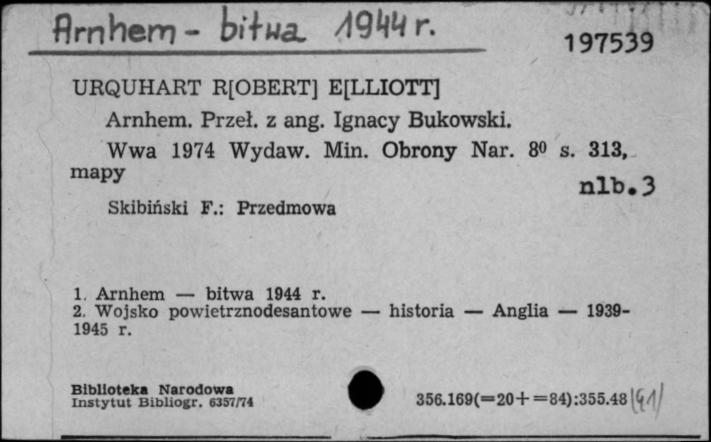 Arnhem - bitwa 1944 r.
197539
URQUHART R[OBERT] E[LLIOTT]
Arnhem. Przeł. z ang. Ignacy Bukowski.
Wwa 1974 Wydaw. Min. Obrony Nar. 8⁰ s. 313,
mapy
nlb.3
Skibiński F.: Przedmowa
1. Arnhem — bitwa 1944 r.
2. Wojsko powietrznodesantowe — historia — Anglia — 1939-
1945 r.
Biblioteka Narodowa
Instytut Bibliogr. 6357/74
356.169(=20+=84):355.48(41)